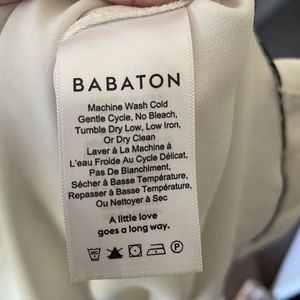 BABATON
Machine Wash Cold
Gentle Cycle, No Bleach,
Tumble Dry Low, Low Iron,
Or Dry Clean
Laver À La Machine À
L'eau Froide Au Cycle Délicat,
Pas De Blanchiment,
Sécher à Basse Température,
Repasser à Basse Température,
Ou Nettoyer à Sec
A little love
goes a long way.
P